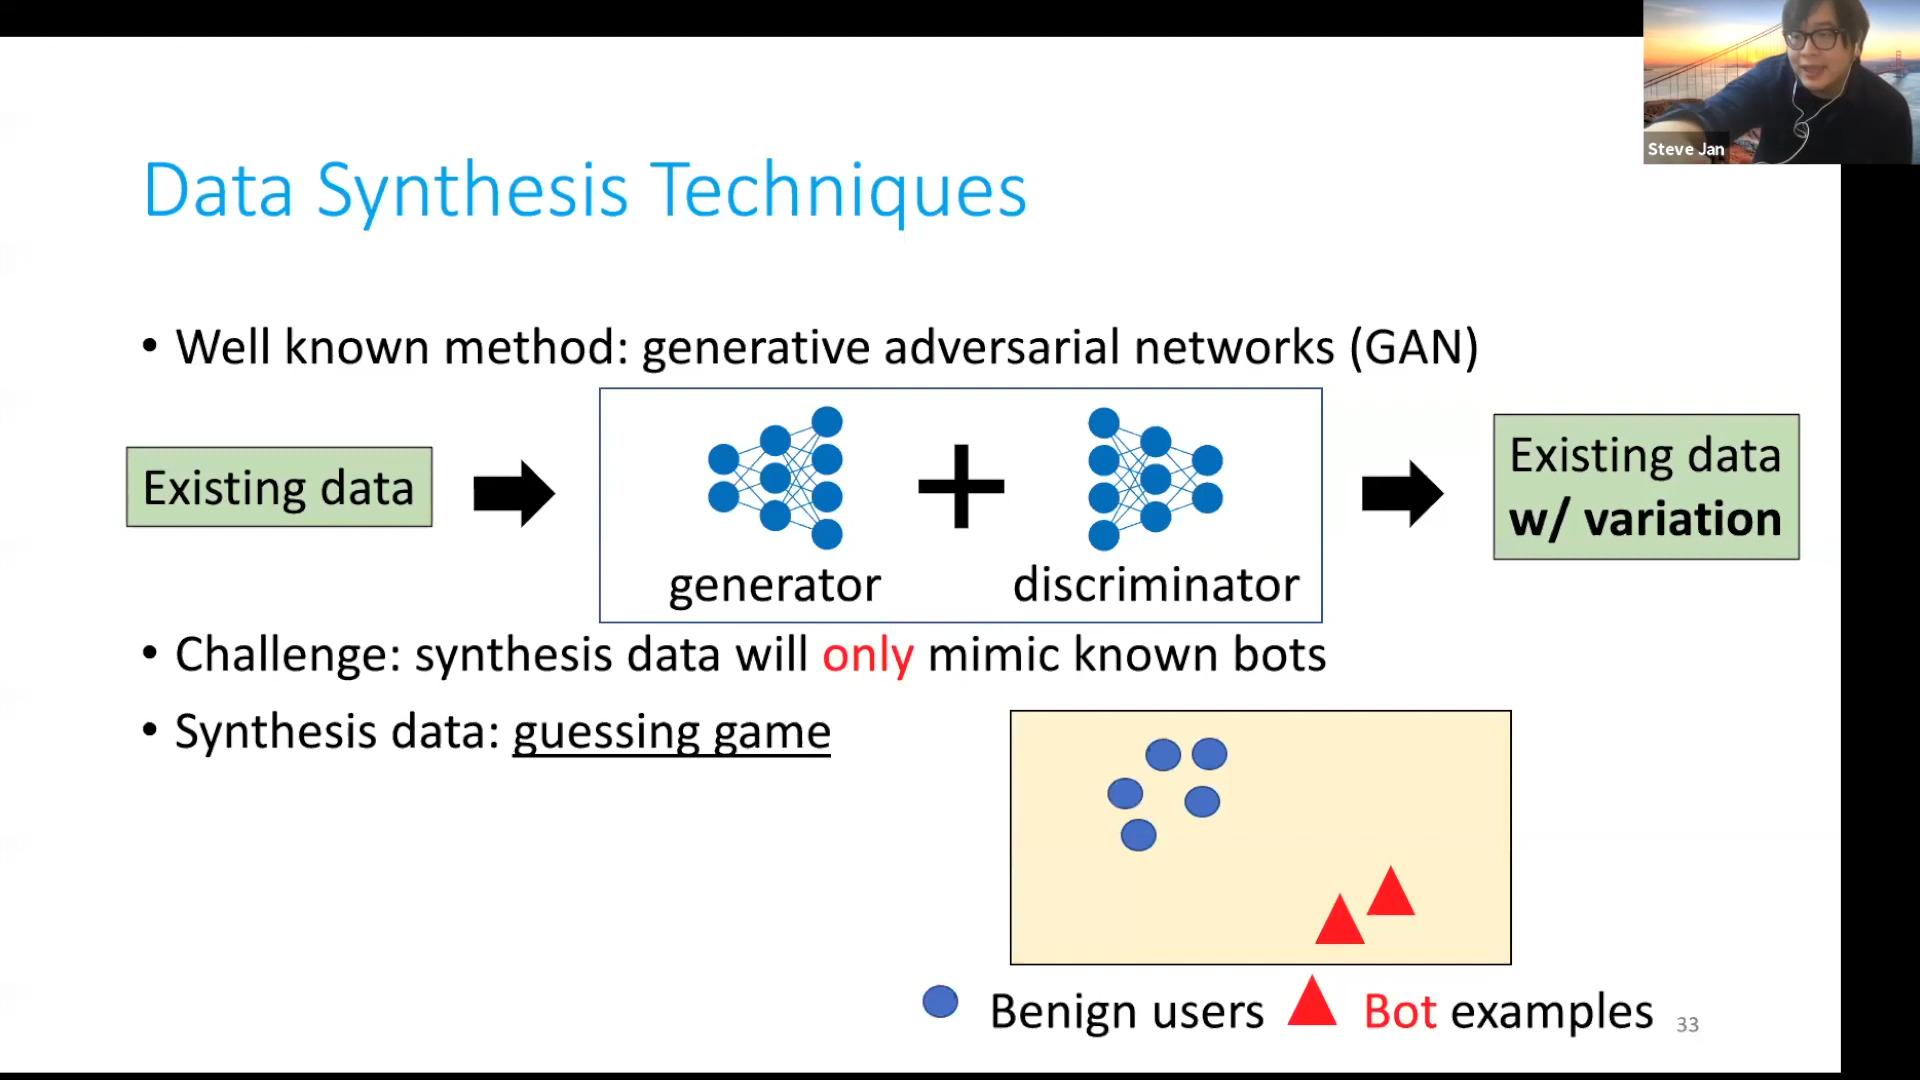 Steve Jan
Data Synthesis Techniques
• Well known method: generative adversarial networks (GAN)
Existing data
generator
discriminator
Existing data
w/ variation
• Challenge: synthesis data will only mimic known bots
• Synthesis data: guessing game
Benign users
Bot examples
33